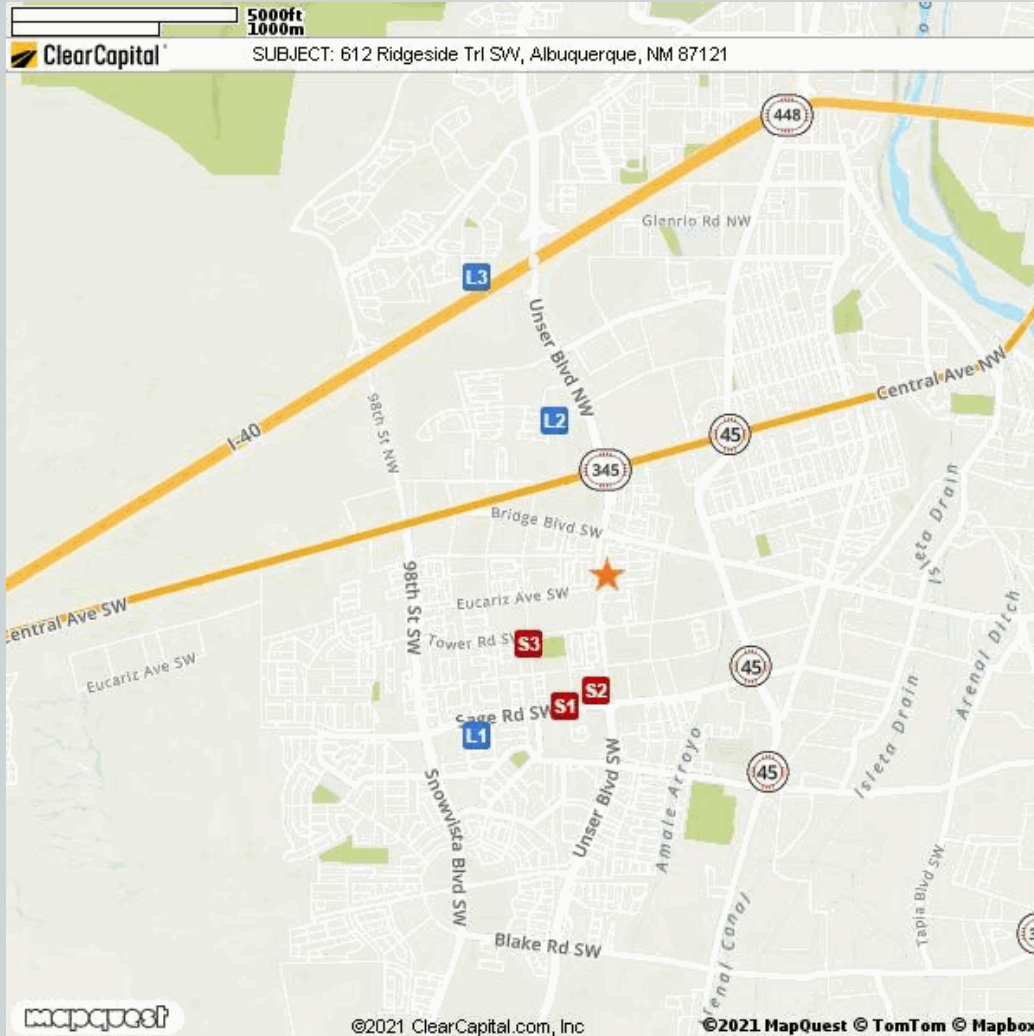 5000ft
1000m
ClearCapital
SUBJECT: 612 Ridgeside Trl SW, Albuquerque, NM 87121
448
Glenrio Rd NW
L3
Unser Blvd NW
Central Ave NW
98th St NW
L2
45
I-40
345
Bridge Blvd SW
Isleta Drain
Isleta Drain
98th St SW
Eucariz Ave SW
Central Ave SW
Tower Rd SW
S3
Arenal Ditch
Eucariz Ave SW
45
S2
S1
Sage Rd SW
L1
Isleta Drain
45
Unser Blvd SW
Amale Arroyo
Snowvista Blvd SW
Tapia Blvd SW
Blake Rd SW
Arenal Canal
mapquest
©2021 ClearCapital.com, Inc
©2021 MapQuest © TomTom © Mapbox